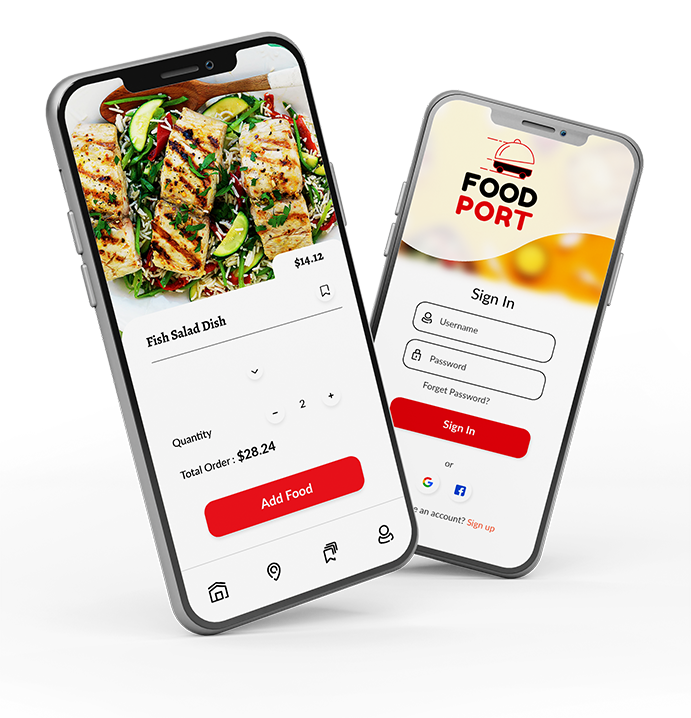 $14.12
Fish Salad Dish
Quantity
2
Total Order : $28.24
Add Food
FOOD
PORT
Sign In
Username
Password
Forget Password?
Sign In
or
an account? Sign up